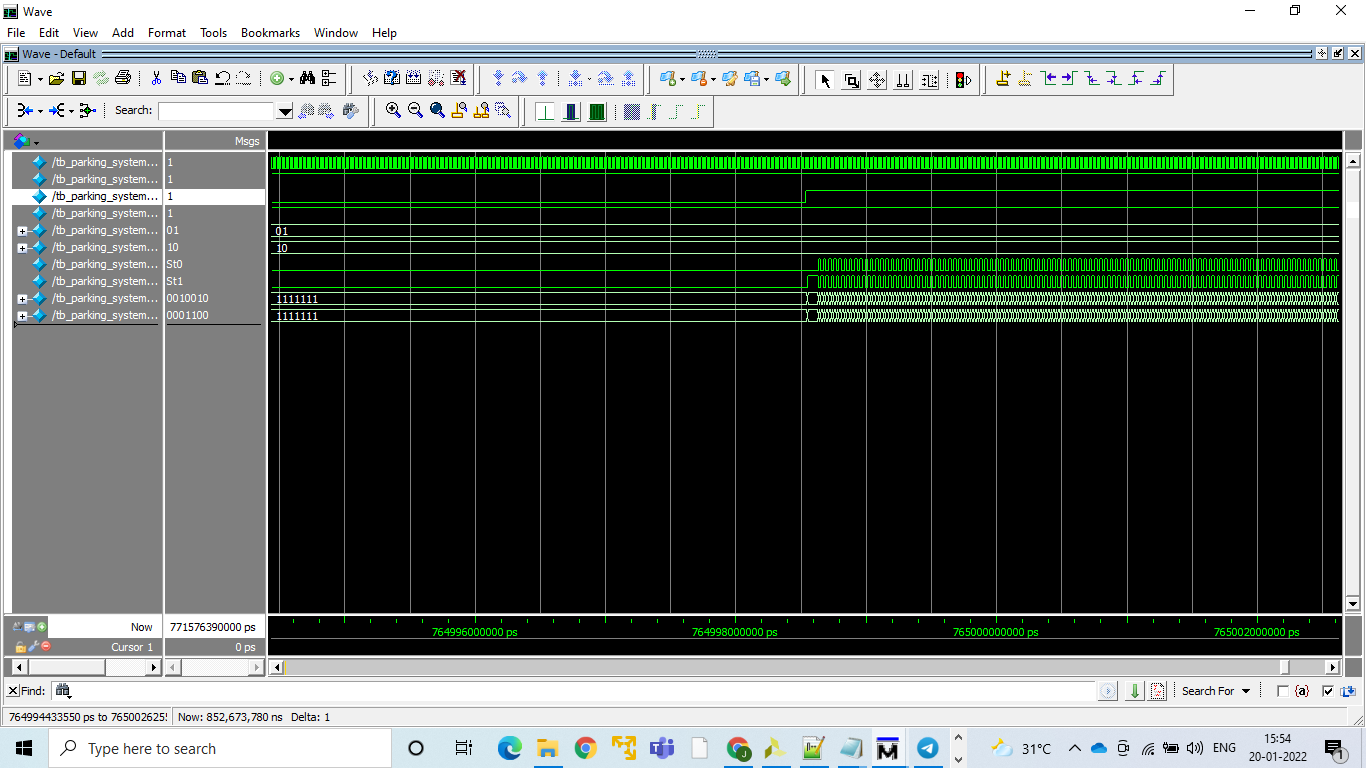 Wave
File Edit View Add Format Tools Bookmarks Window Help
Wave - Default
Search:
Msgs
/tb_parking_system... 1
/tb_parking_system... 1
/tb_parking_system... 1
/tb_parking_system... 1
/tb_parking_system... 01 01
/tb_parking_system... 10 10
/tb_parking_system... St0
/tb_parking_system... St1
/tb_parking_system... 0010010 1111111
/tb_parking_system... 0001100 1111111
Now 771576390000 ps 764996000000 ps 764998000000 ps 765000000000 ps 765002000000 ps
Cursor 1 0 ps
Find: Search For {a}
764994433550 ps to 7650026255 Now: 852,673,780 ns Delta: 1
Type here to search 31°C ENG 15:54
20-01-2022 1